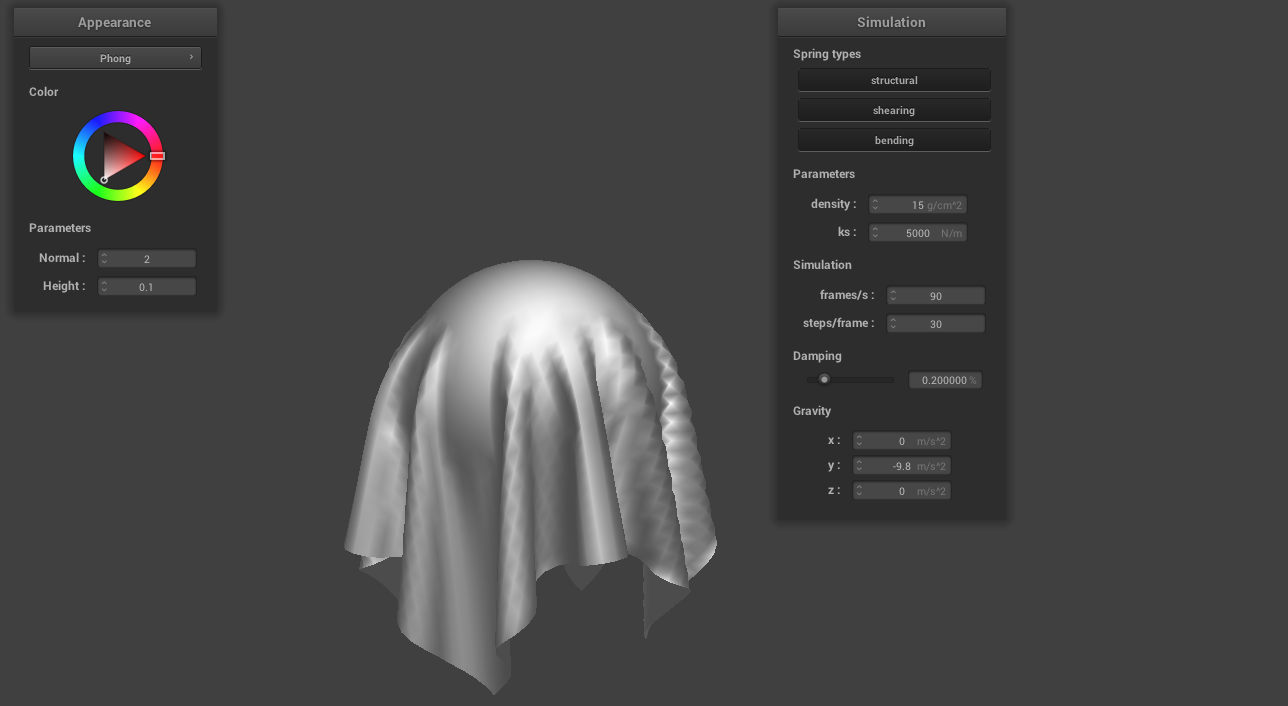 Appearance
Phong
Color
Parameters
Normal :
2
Height :
0.1
Simulation
Spring types
structural
shearing
bending
Parameters
density :
15 g/cm^2
ks :
5000 N/m
Simulation
frames/s :
90
steps/frame :
30
Damping
0.200000 %
Gravity
x :
0 m/s^2
y :
-9.8 m/s^2
z :
0 m/s^2